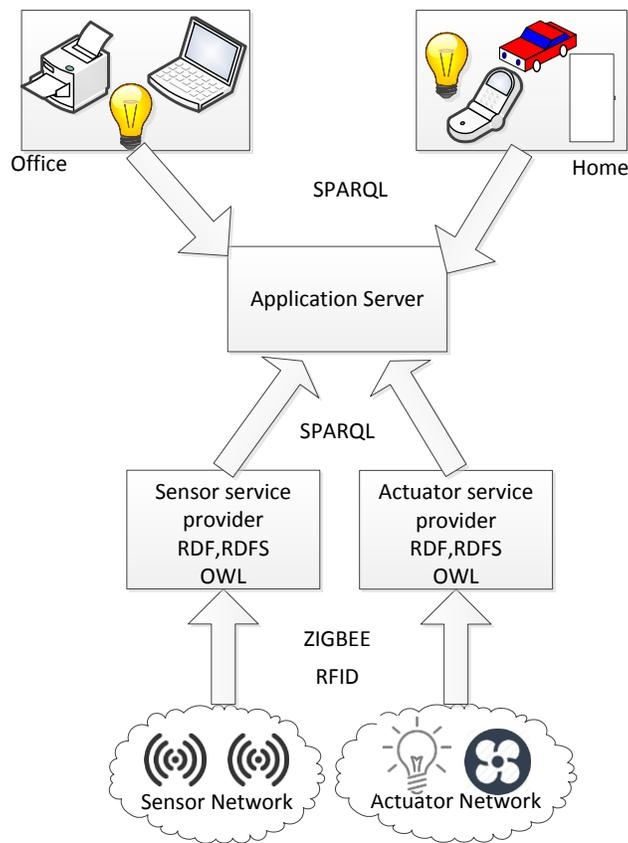 Office
Home
SPARQL
Application Server
SPARQL
Sensor service
provider
RDF,RDFS
OWL
Actuator service
provider
RDF,RDFS
OWL
ZIGBEE
RFID
Sensor Network
Actuator Network